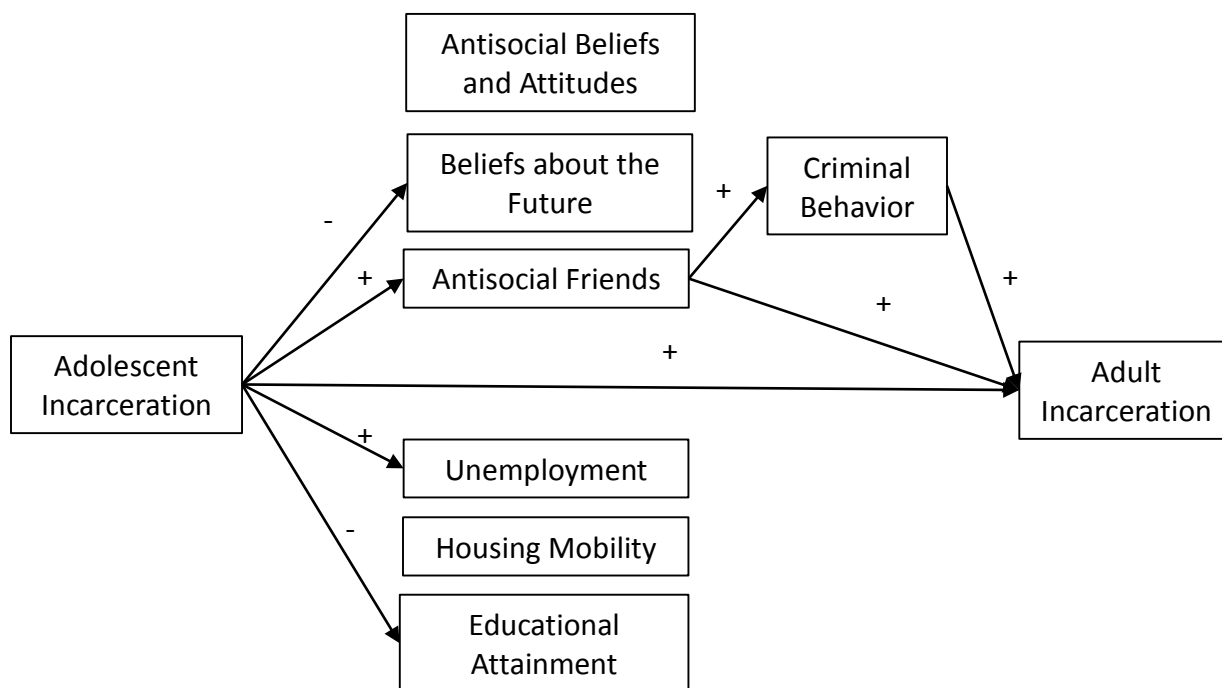 Antisocial Beliefs
and Attitudes
Beliefs about the
Future
Criminal
Behavior
+
-
+
Antisocial Friends
+
+
+
Adolescent
Incarceration
Adult
Incarceration
+
Unemployment
-
Housing Mobility
Educational
Attainment